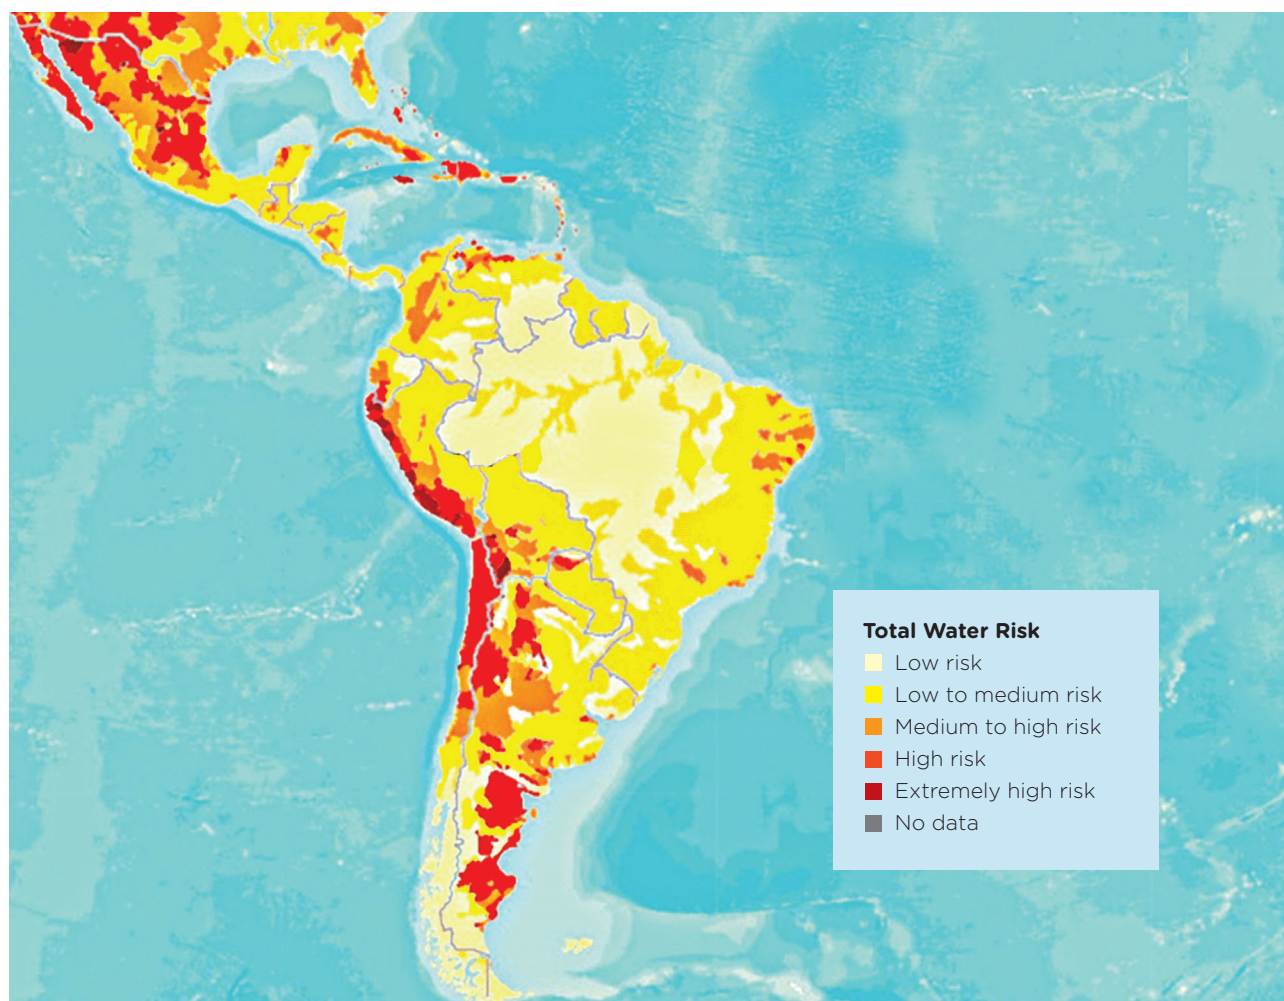 Total Water Risk
Low risk
Low to medium risk
Medium to high risk
High risk
Extremely high risk
No data